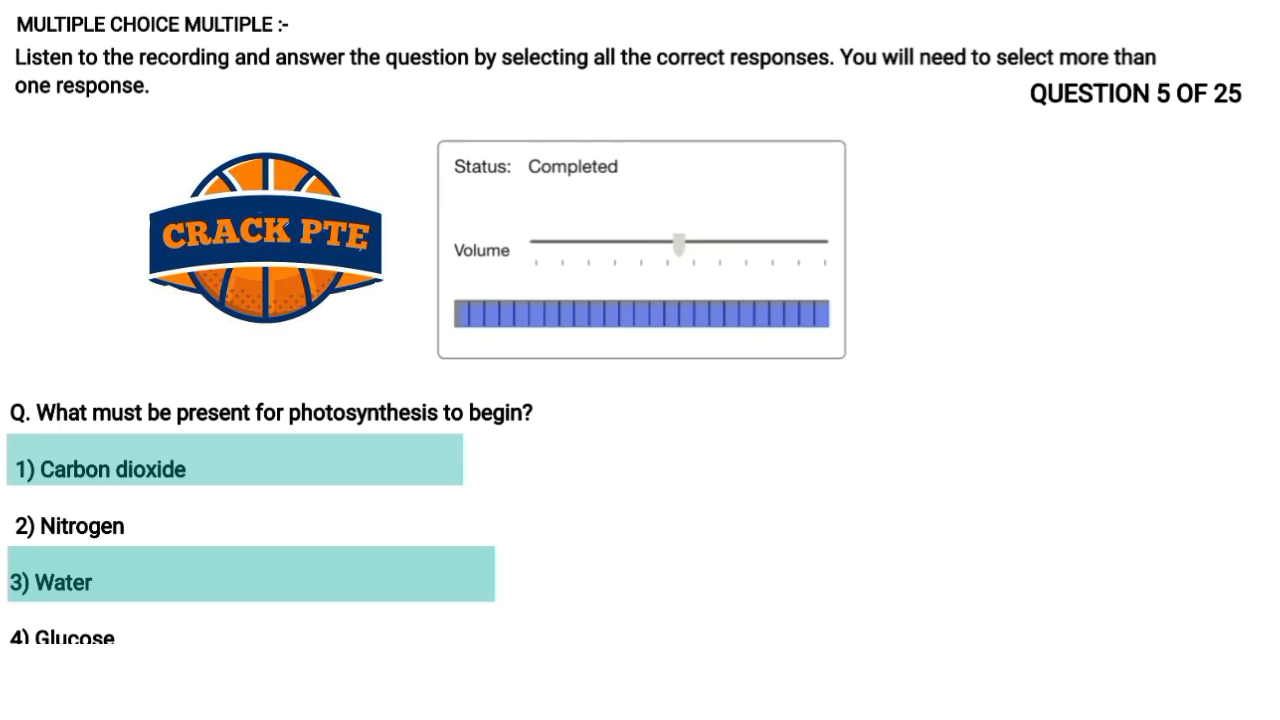 MULTIPLE CHOICE MULTIPLE :-
Listen to the recording and answer the question by selecting all the correct responses. You will need to select more than
one response.
QUESTION 5 OF 25
CRACK PTE
Status: Completed
Volume
Q. What must be present for photosynthesis to begin?
1) Carbon dioxide
2) Nitrogen
3) Water
4) Glucose